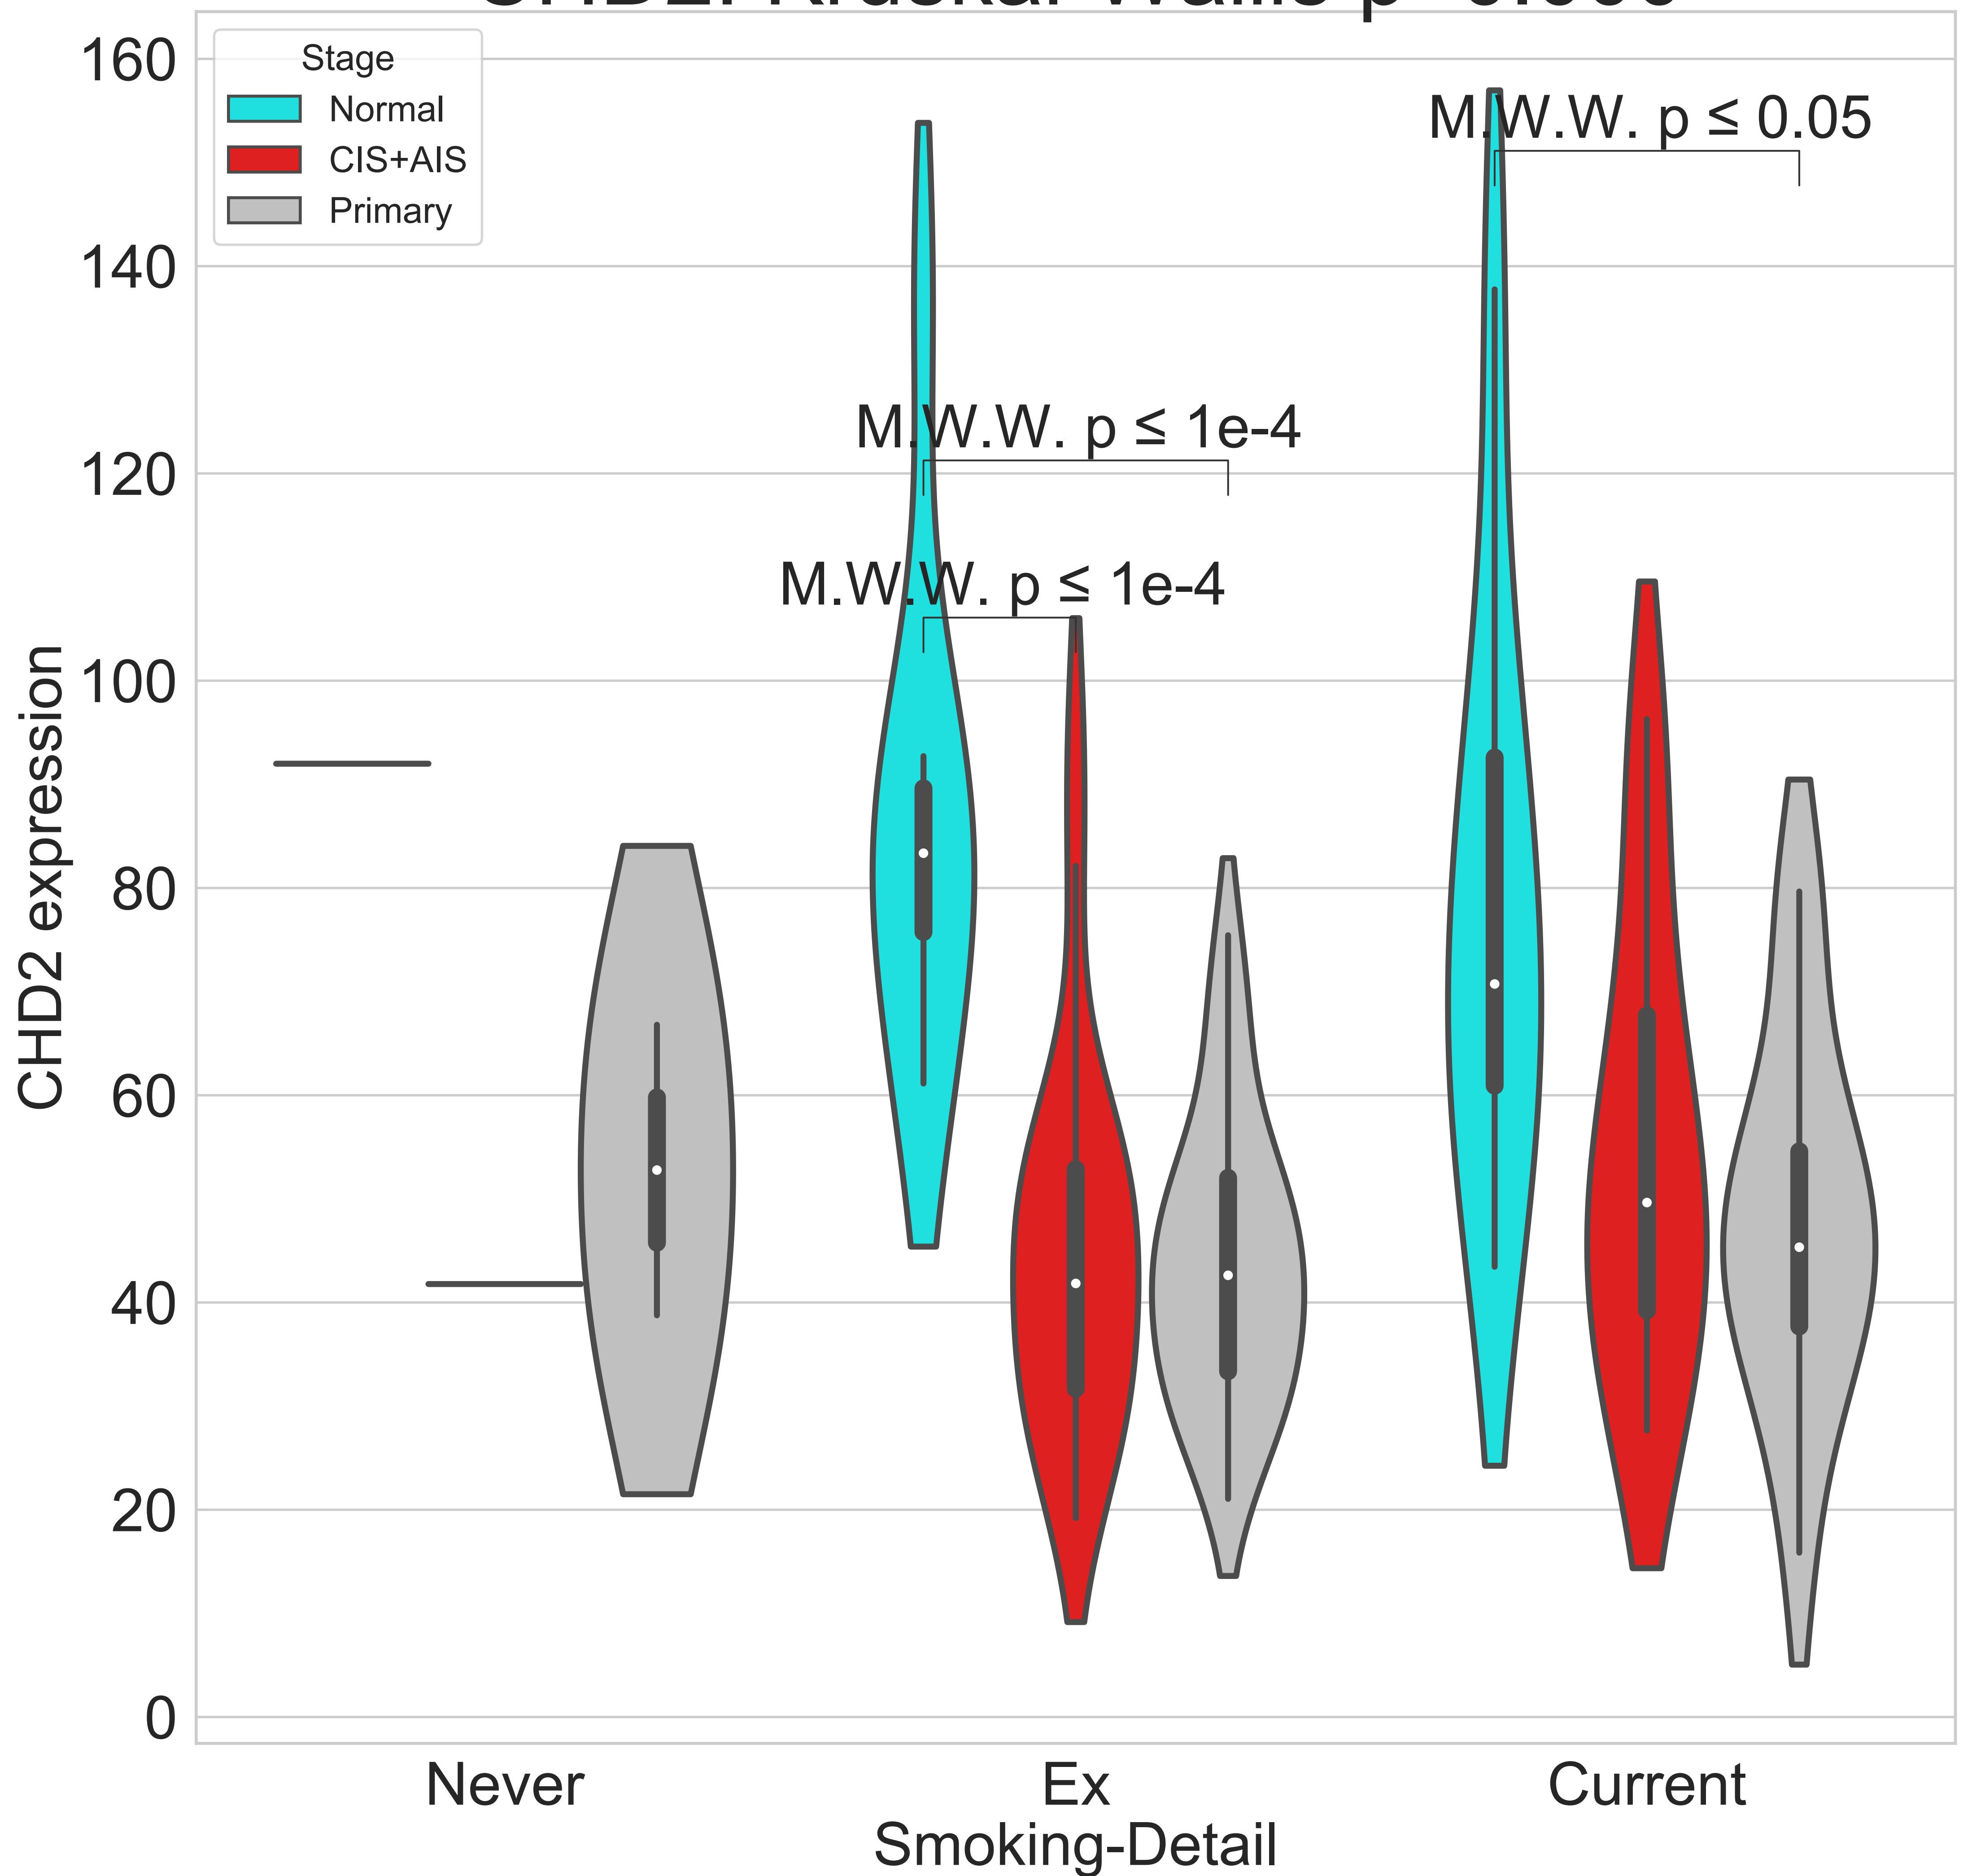 160
140
120
100
80
60
40
20
0
CHD2 expression
Stage
Normal
CIS+AIS
Primary
M.W.W. p ≤ 0.05
M.W.W. p ≤ 1e-4
M.W.W. p ≤ 1e-4
Never
Ex
Current
Smoking-Detail